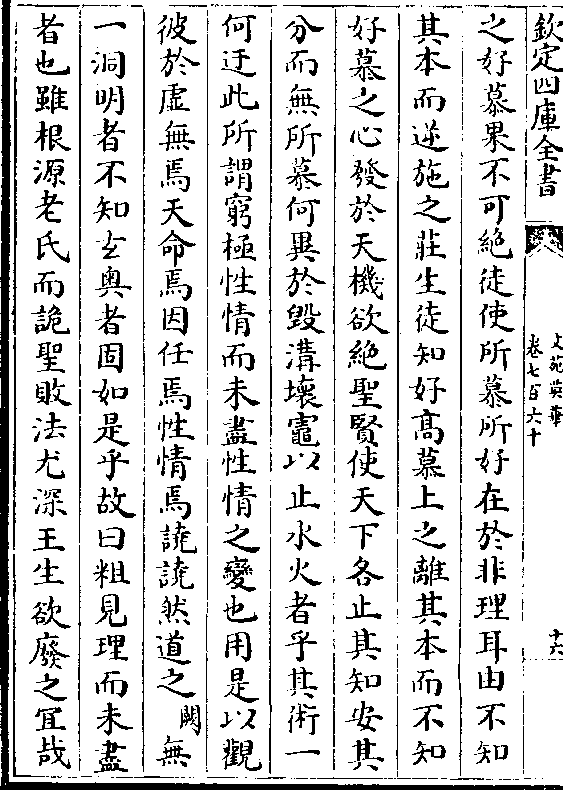 欽定四庫全書
文苑英華
卷七百六十
十六
之好慕果不可絶徒使所慕所好在於非理耳由不知
其本而逆施之莊生徒知好髙慕上之離其本而不知
好慕之心發於天機欲絶聖賢使天下各止其知安其
分而無所慕何異於毀溝壞竈以止水火者乎其術一
何迂此所謂窮極性情而未盡性情之變也用是以觀
彼於虚無焉天命焉因任焉性情焉譊譊然道之闕無
一洞明者不知玄奥者固如是乎故曰粗見理而未盡
者也雖根源老氏而詭聖敗法尤深王生欲廢之宜哉